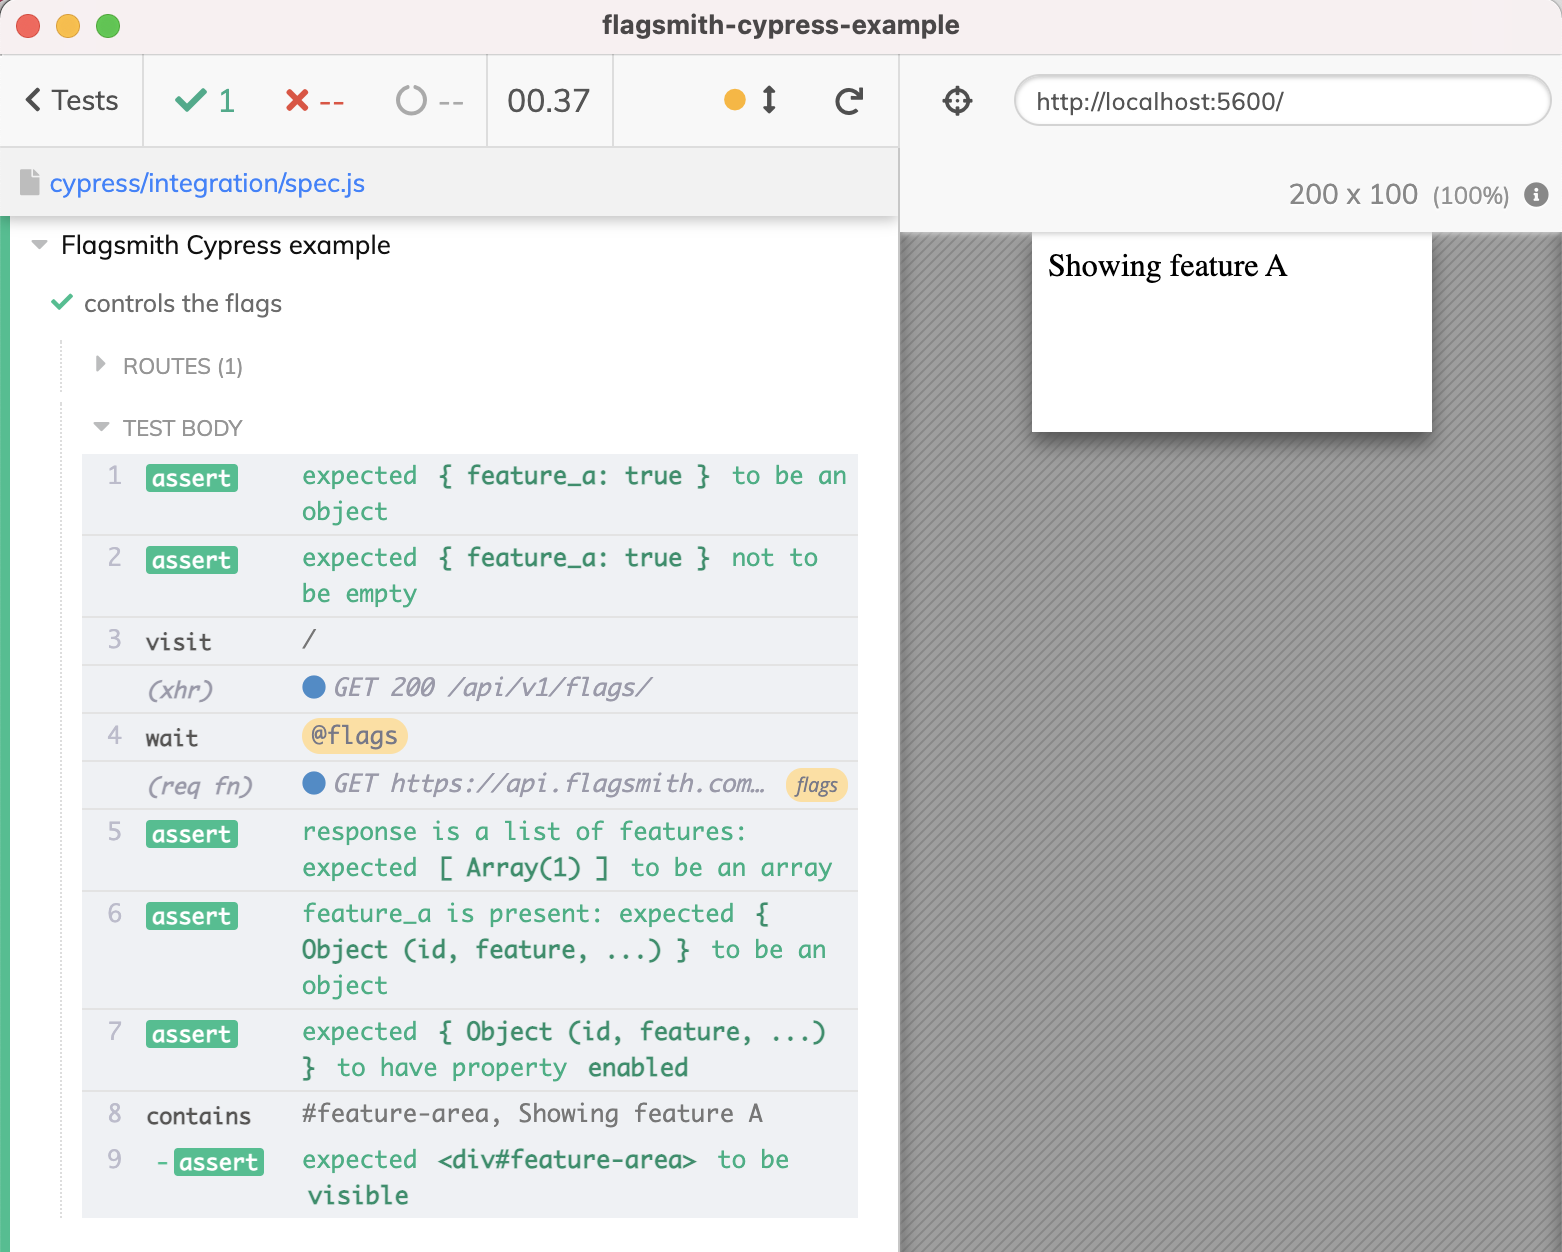 flagsmith-cypress-example
Tests
1
--
--
00.37
http://localhost:5600/
cypress/integration/spec.js
200 x 100 (100%)
Flagsmith Cypress example
Showing feature A
controls the flags
ROUTES (1)
TEST BODY
1 assert expected { feature_a: true } to be an
object
2 assert expected { feature_a: true } not to
be empty
3 visit /
(xhr) GET 200 /api/v1/flags/
4 wait @flags
(req fn) GET https://api.flagsmith.com… flags
5 assert response is a list of features:
expected [ Array(1) ] to be an array
6 assert feature_a is present: expected {
Object (id, feature, ...) } to be an
object
7 assert expected { Object (id, feature, ...)
} to have property enabled
8 contains #feature-area, Showing feature A
9 -assert expected <div#feature-area> to be
visible